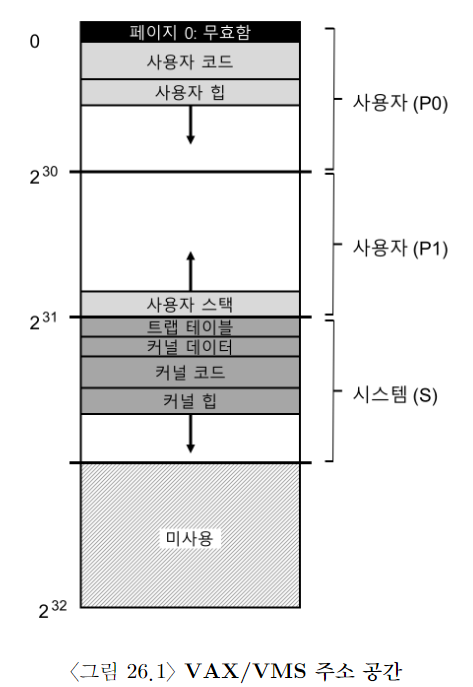 페이지 0: 무효함
0
사용자 코드
사용자 힙
사용자 (P0)
2^30
사용자 (P1)
사용자 스택
2^31
트랩 테이블
커널 데이터
커널 코드
커널 힙
시스템 (S)
미사용
2^32
〈그림 26.1〉 VAX/VMS 주소 공간